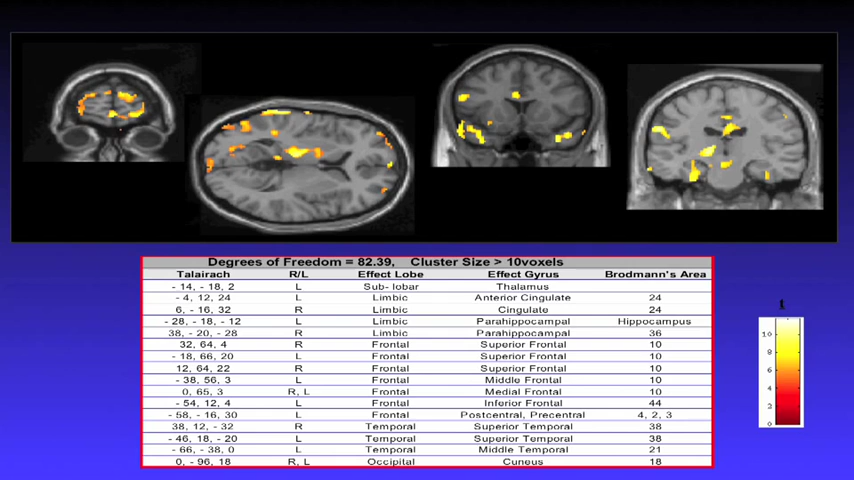 Degrees of Freedom = 82.39, Cluster Size > 10voxels
Talairach R/L Effect Lobe Effect Gyrus Brodmann's Area
- 14, - 18, 2 L Sub- lobar Thalamus
- 4, 12, 24 L Limbic Anterior Cingulate 24
6, - 16, 32 R Limbic Cingulate 24
- 28, - 18, - 12 L Limbic Parahippocampal Hippocampus
38, - 20, - 28 R Limbic Parahippocampal 36
32, 64, 4 R Frontal Superior Frontal 10
- 18, 66, 20 L Frontal Superior Frontal 10
12, 64, 22 R Frontal Superior Frontal 10
- 38, 56, 3 L Frontal Middle Frontal 10
0, 65, 3 R, L Frontal Medial Frontal 10
- 54, 12, 4 L Frontal Inferior Frontal 44
- 58, - 16, 30 L Frontal Postcentral, Precentral 4, 2, 3
38, 12, - 32 R Temporal Superior Temporal 38
- 46, 18, - 20 L Temporal Superior Temporal 38
- 66, - 38, 0 L Temporal Middle Temporal 21
0, - 96, 18 R, L Occipital Cuneus 18
t
10
8
6
4
2
0